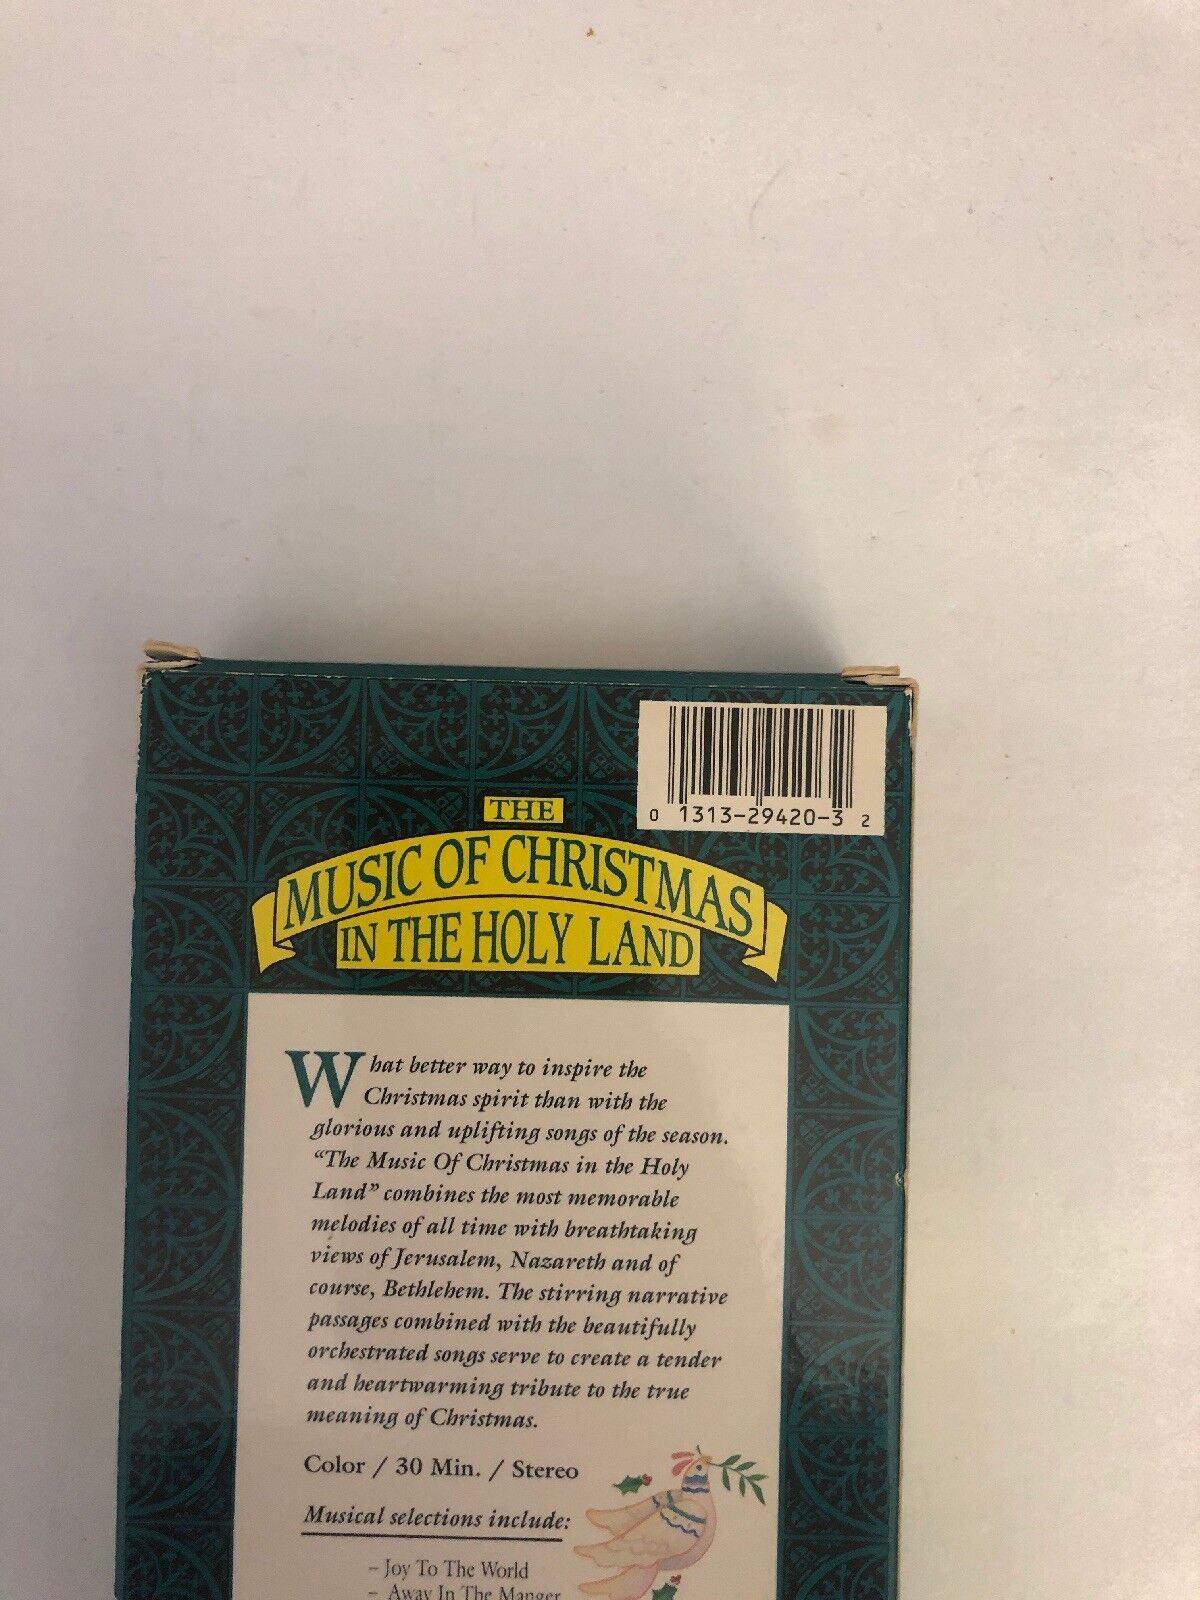 0 1313-29420-3 2
THE
MUSIC OF CHRISTMAS
IN THE HOLY LAND
What better way to inspire the
Christmas spirit than with the
glorious and uplifting songs of the season.
“The Music Of Christmas in the Holy
Land” combines the most memorable
melodies of all time with breathtaking
views of Jerusalem, Nazareth and of
course, Bethlehem. The stirring narrative
passages combined with the beautifully
orchestrated songs serve to create a tender
and heartwarming tribute to the true
meaning of Christmas.
Color / 30 Min. / Stereo
Musical selections include:
– Joy To The World
– Away In The Manger